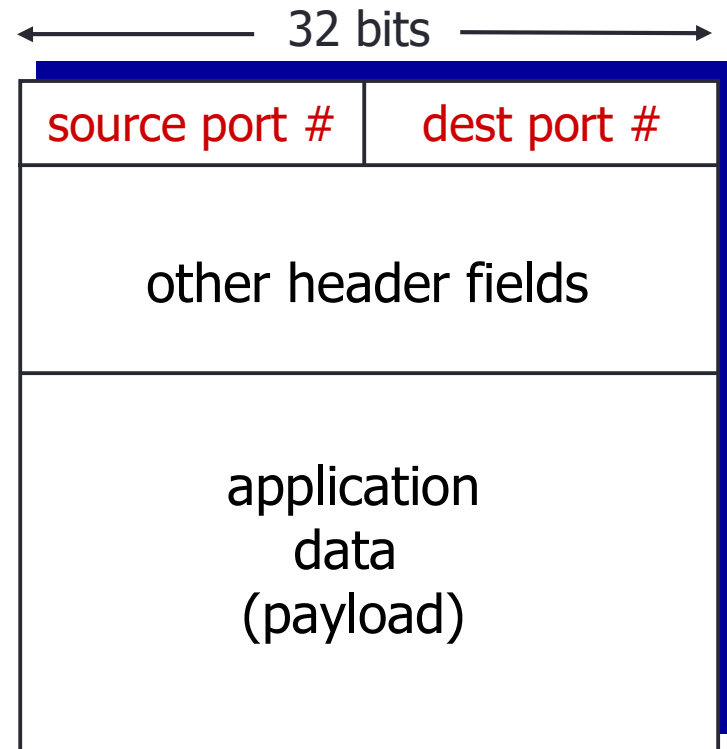 32 bits
source port #
dest port #
other header fields
application
data
(payload)